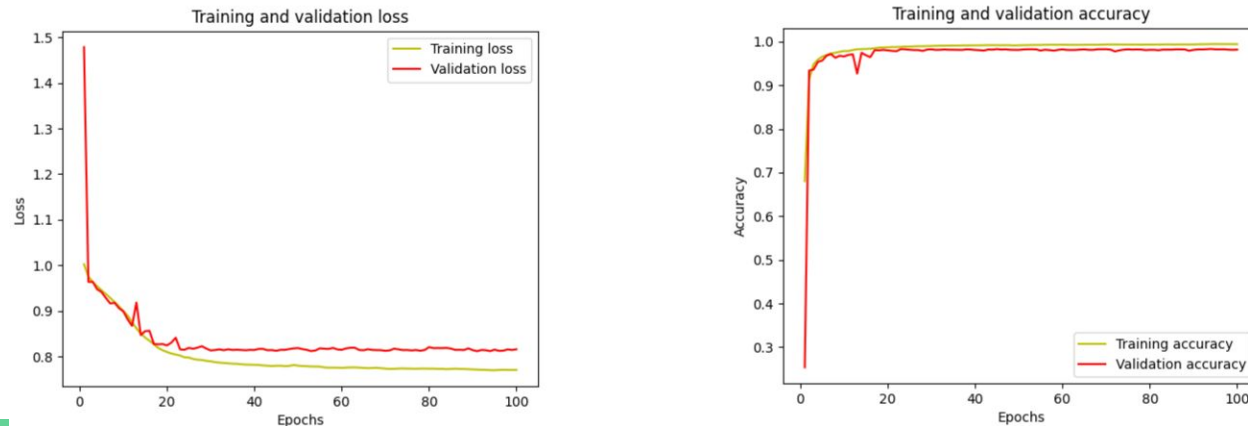 Training and validation loss
1.5
1.4
1.3
1.2
1.1
1.0
0.9
0.8
Loss
Training loss
Validation loss
0 20 40 60 80 100
Epochs
Training and validation accuracy
1.0
0.9
0.8
0.7
0.6
0.5
0.4
0.3
Accuracy
Training accuracy
Validation accuracy
0 20 40 60 80 100
Epochs